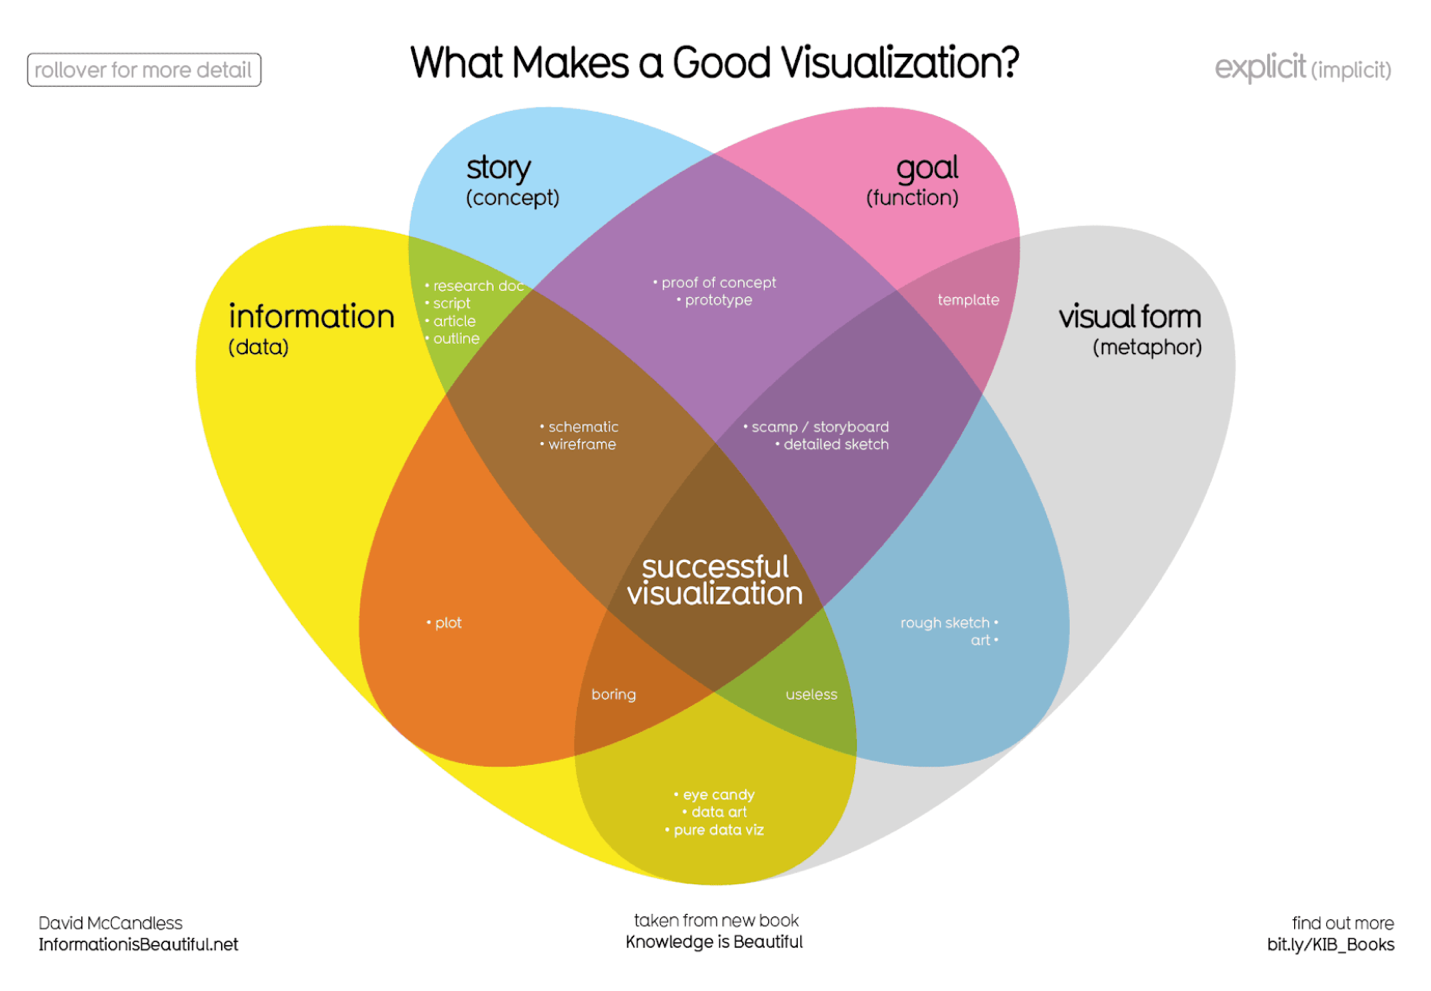 What Makes a Good Visualization?
rollover for more detail
explicit (implicit)
story
(concept)
goal
(function)
information
(data)
visual form
(metaphor)
• research doc
• script
• article
• outline
• proof of concept
• prototype
template
• schematic
• wireframe
• scamp / storyboard
• detailed sketch
successful
visualization
• plot
rough sketch •
art •
boring
useless
• eye candy
• data art
• pure data viz
David McCandless
InformationisBeautiful.net
taken from new book
Knowledge is Beautiful
find out more
bit.ly/KIB_Books